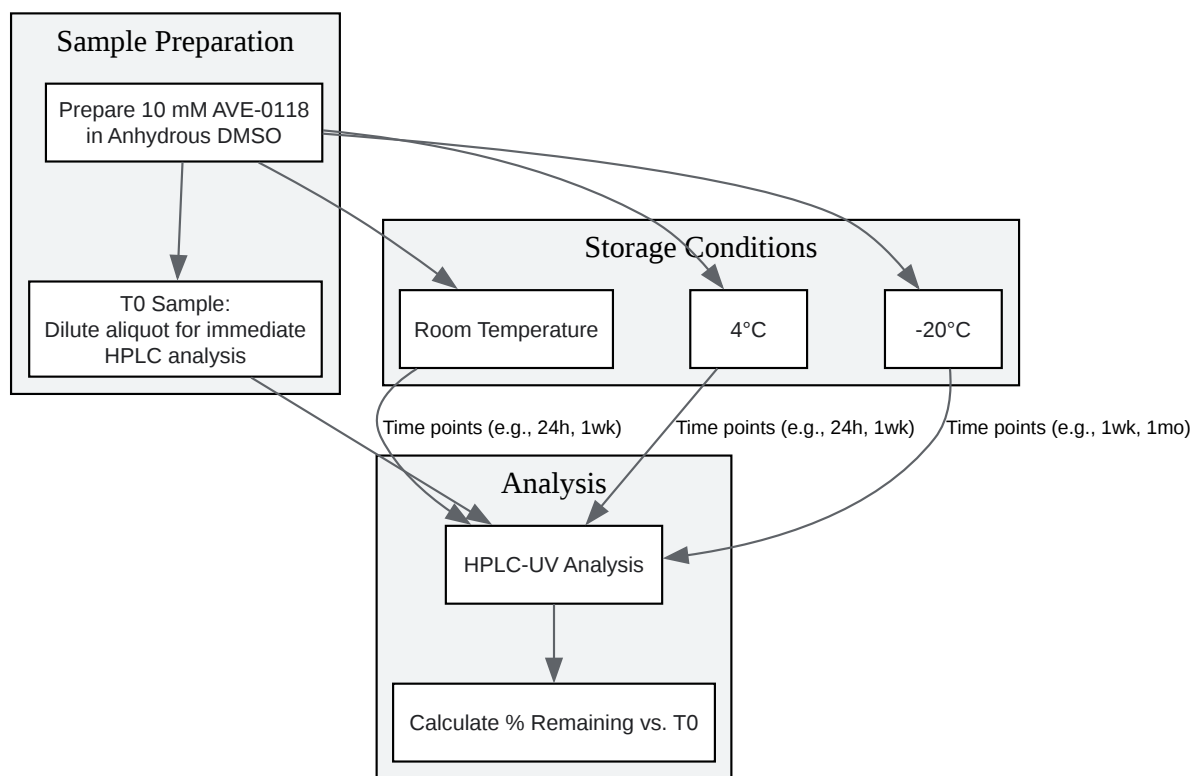 Sample Preparation
Prepare 10 mM AVE-0118
in Anhydrous DMSO
T0 Sample:
Dilute aliquot for immediate
HPLC analysis
Storage Conditions
Room Temperature
4°C
-20°C
Time points (e.g., 24h, 1wk)
Time points (e.g., 24h, 1wk)
Time points (e.g., 1wk, 1mo)
Analysis
HPLC-UV Analysis
Calculate % Remaining vs. T0